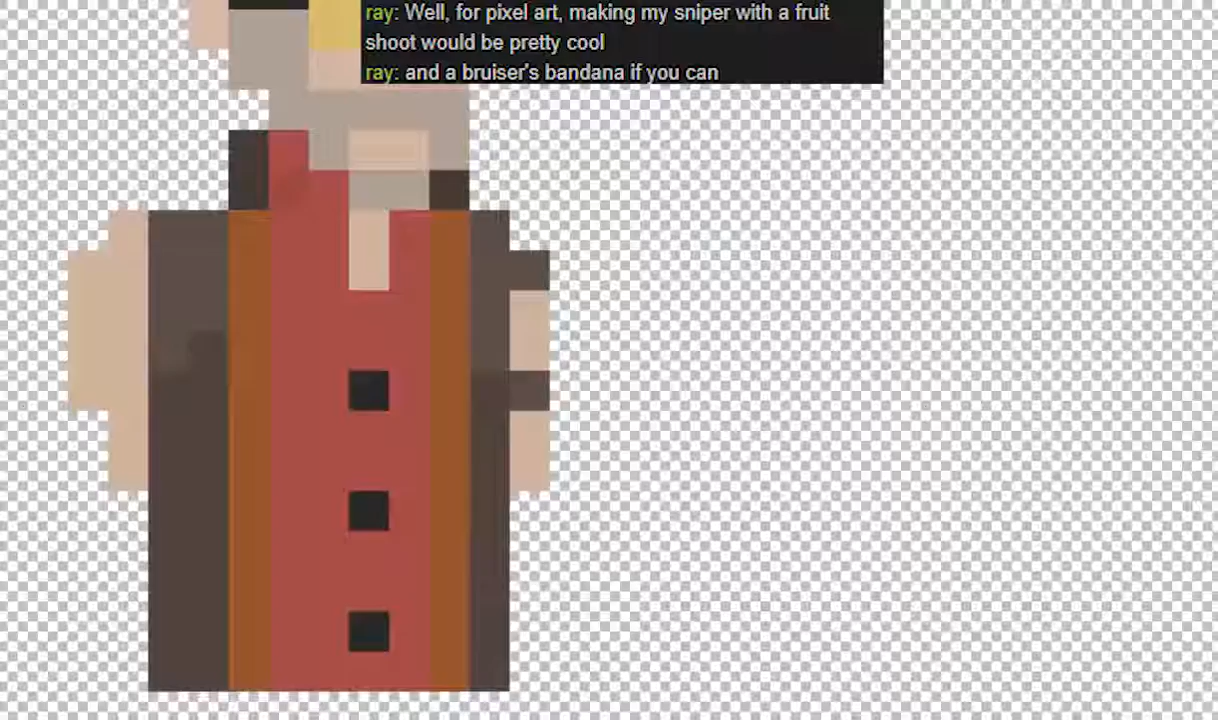 ray: Well, for pixel art, making my sniper with a fruit
shoot would be pretty cool
ray: and a bruiser's bandana if you can